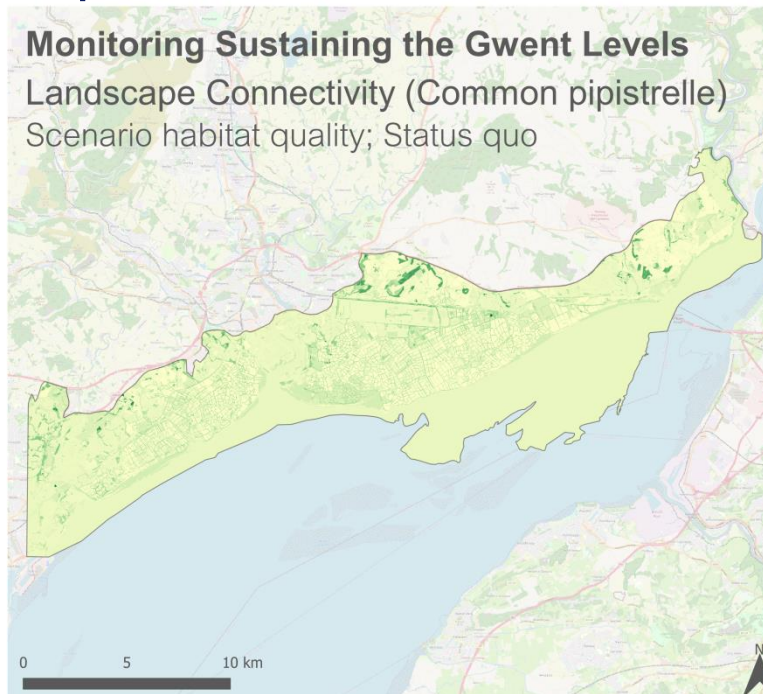 Monitoring Sustaining the Gwent Levels
Landscape Connectivity (Common pipistrelle)
Scenario habitat quality; Status quo
0 5 10 km
N